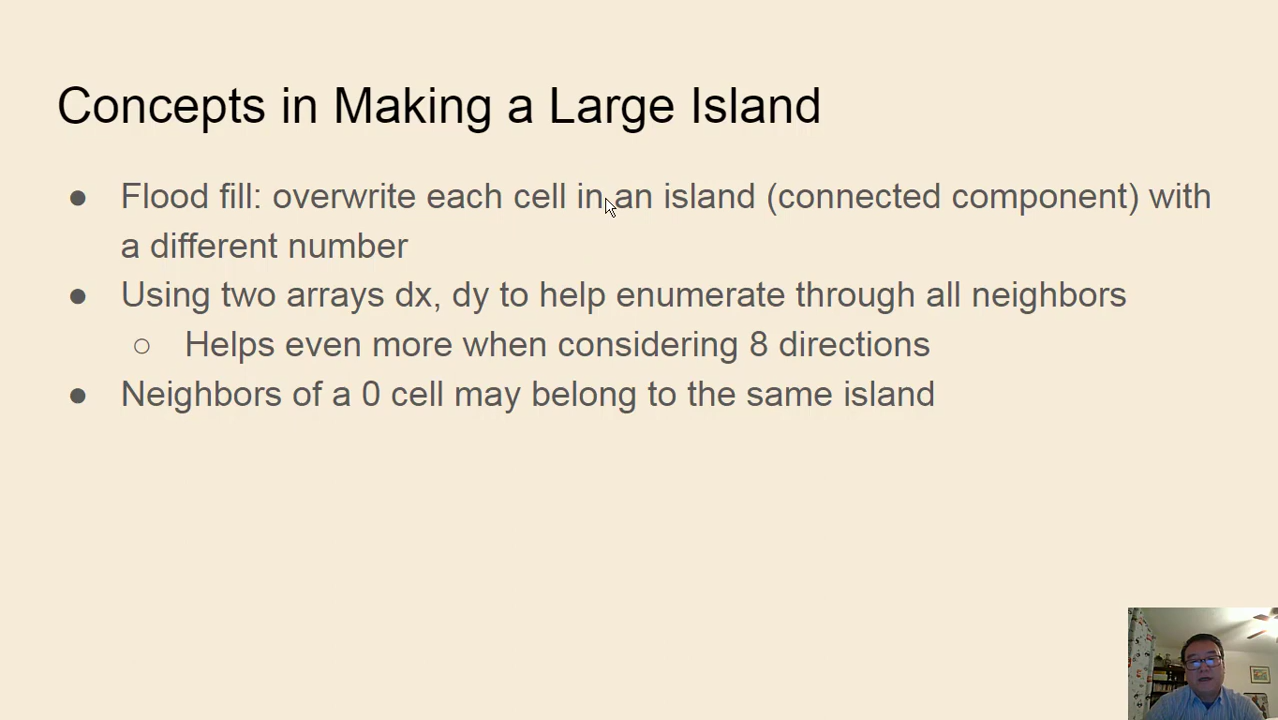 Concepts in Making a Large Island
● Flood fill: overwrite each cell in an island (connected component) with
a different number
● Using two arrays dx, dy to help enumerate through all neighbors
○ Helps even more when considering 8 directions
● Neighbors of a 0 cell may belong to the same island